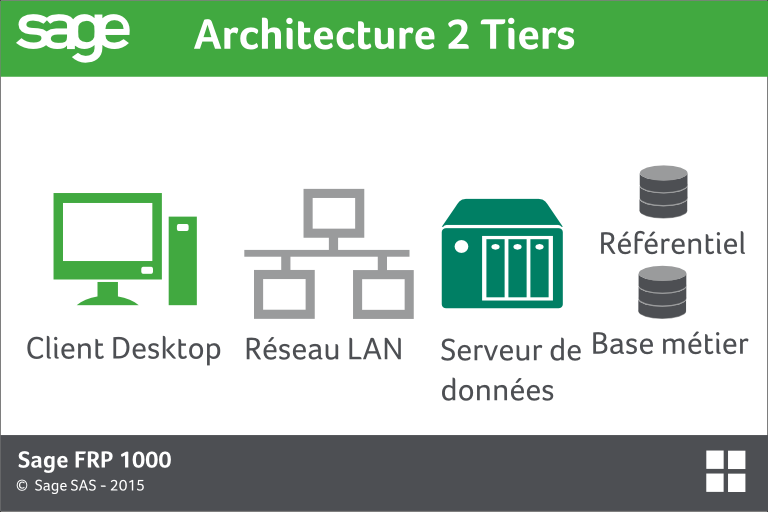 sage
Architecture 2 Tiers
Référentiel
Client Desktop
Réseau LAN
Serveur de
données
Base métier
Sage FRP 1000
© Sage SAS - 2015